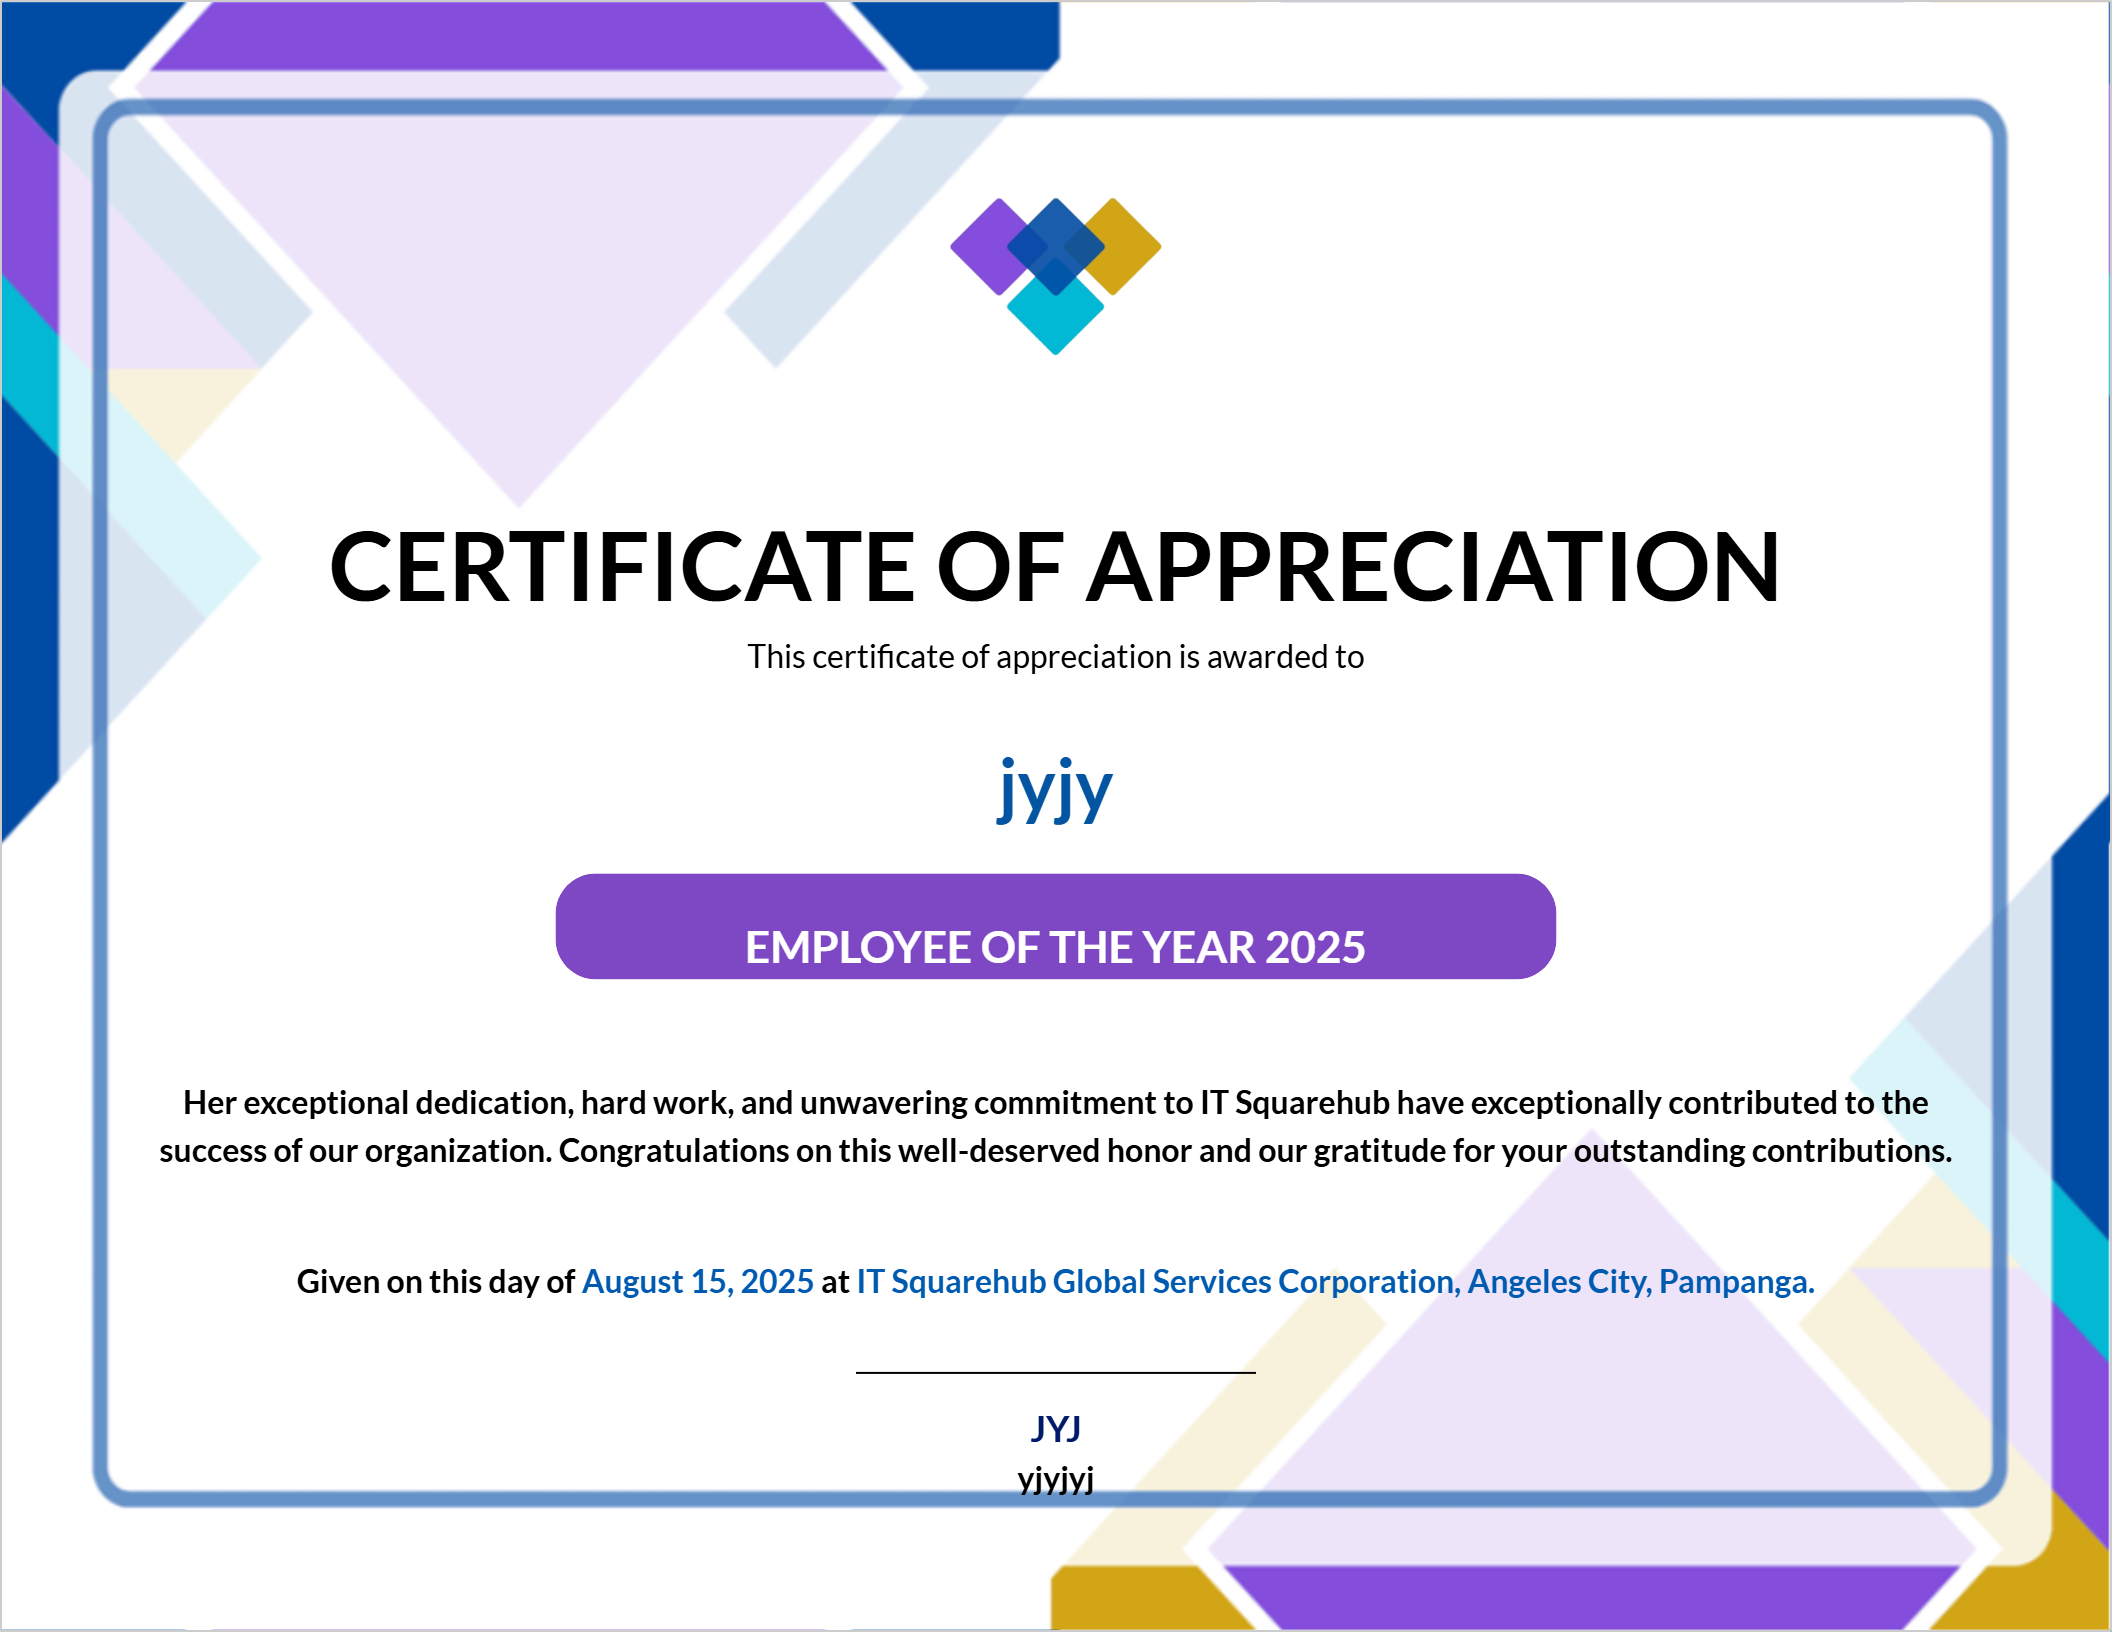 CERTIFICATE OF APPRECIATION
This certificate of appreciation is awarded to
jyjy
EMPLOYEE OF THE YEAR 2025
Her exceptional dedication, hard work, and unwavering commitment to IT Squarehub have exceptionally contributed to the
success of our organization. Congratulations on this well-deserved honor and our gratitude for your outstanding contributions.
Given on this day of August 15, 2025 at IT Squarehub Global Services Corporation, Angeles City, Pampanga.
JYJ
yjyjyj